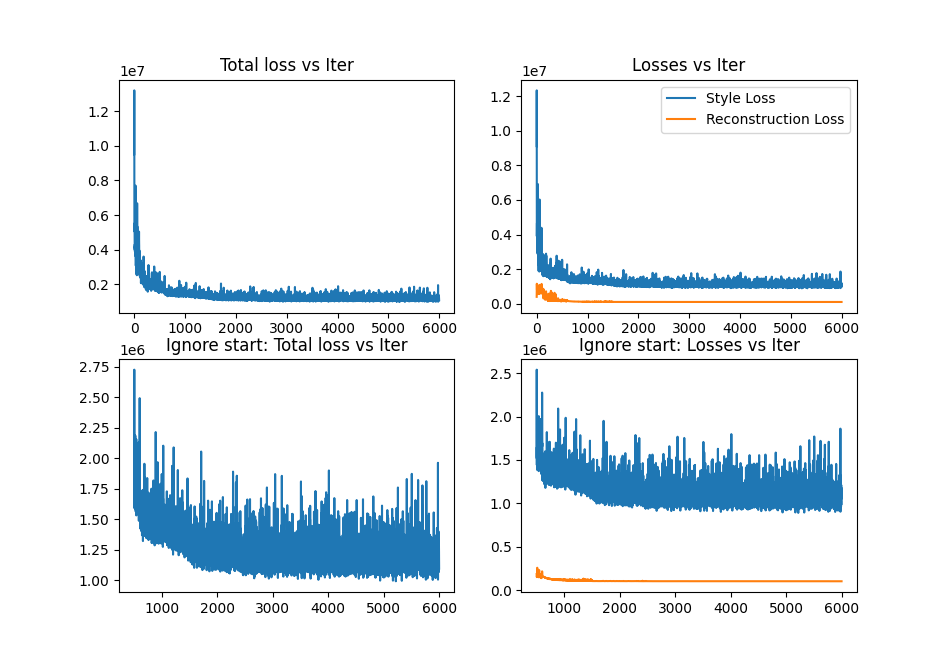 Total loss vs Iter
1e7
1.2
1.0
0.8
0.6
0.4
0.2
0 1000 2000 3000 4000 5000 6000
Losses vs Iter
1e7
1.2
1.0
0.8
0.6
0.4
0.2
0.0
Style Loss
Reconstruction Loss
0 1000 2000 3000 4000 5000 6000
Ignore start: Total loss vs Iter
1e6
2.75
2.50
2.25
2.00
1.75
1.50
1.25
1.00
1000 2000 3000 4000 5000 6000
Ignore start: Losses vs Iter
1e6
2.5
2.0
1.5
1.0
0.5
0.0
1000 2000 3000 4000 5000 6000